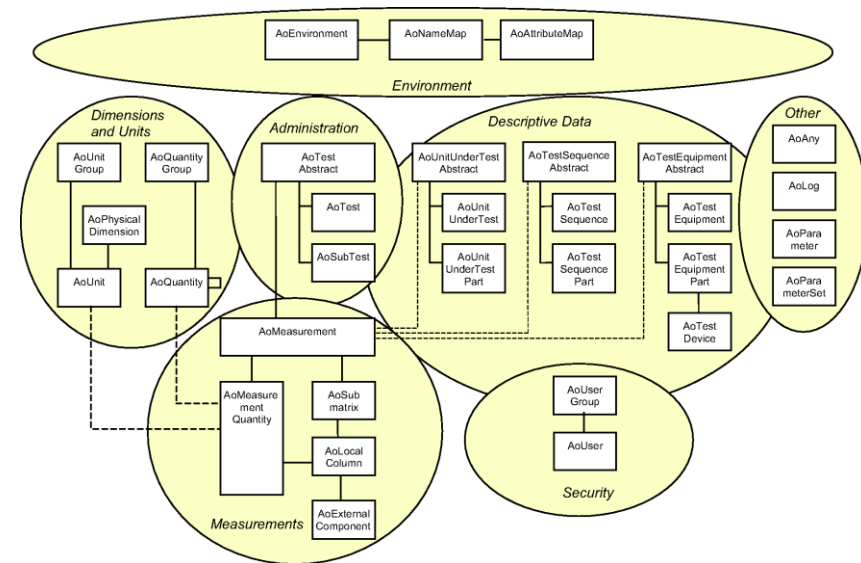 AoEnvironment
AoNameMap
AoAttributeMap
Environment
Dimensions
and Units
AoUnit
Group
AoQuantity
Group
AoPhysical
Dimension
AoUnit
AoQuantity
Administration
AoTest
Abstract
AoTest
AoSubTest
Descriptive Data
AoUnitUnderTest
Abstract
AoUnit
UnderTest
AoUnit
UnderTest
Part
AoTestSequence
Abstract
AoTest
Sequence
AoTest
Sequence
Part
AoTestEquipment
Abstract
AoTest
Equipment
AoTest
Equipment
Part
AoTest
Device
Other
AoAny
AoLog
AoPara
meter
AoPara
meterSet
AoMeasurement
AoMeasure
ment
Quantity
AoSub
matrix
AoLocal
Column
AoExternal
Component
Measurements
AoUser
Group
AoUser
Security